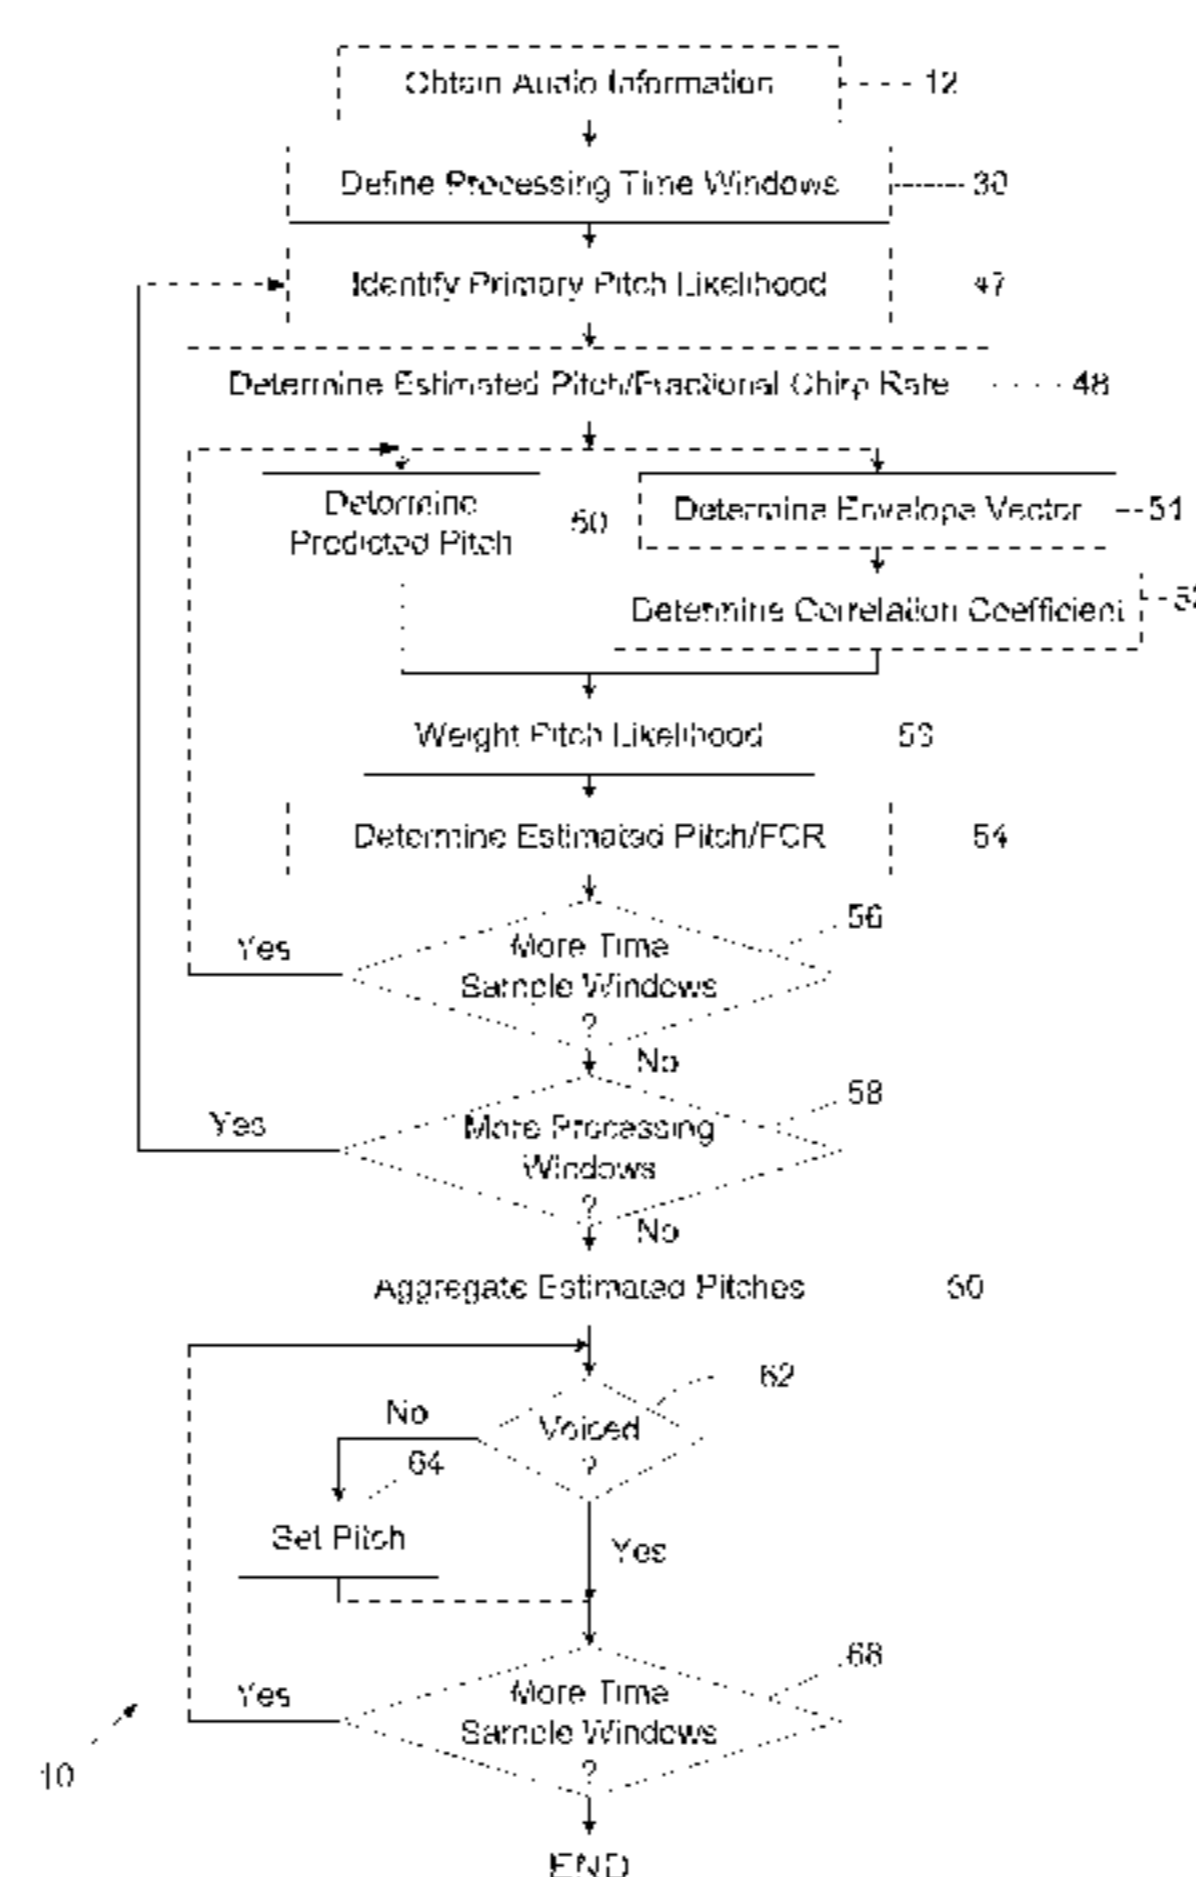 Obtain Audio Information
12
Define Processing Time Windows
30
Identify Primary Pitch Likelihood
47
Determine Estimated Pitch/Fractional Chirp Rate
48
Determine
Predicted Pitch
50
Determine Envelope Vector
51
Determine Correlation Coefficient
Weight Pitch Likelihood
53
Determine Estimated Pitch/FCR
54
More Time
Sample Windows
?
56
Yes
No
More Processing
Windows
?
58
Yes
No
Aggregate Estimated Pitches
60
Voiced
?
62
No
64
Set Pitch
Yes
More Time
Sample Windows
?
68
Yes
10
END